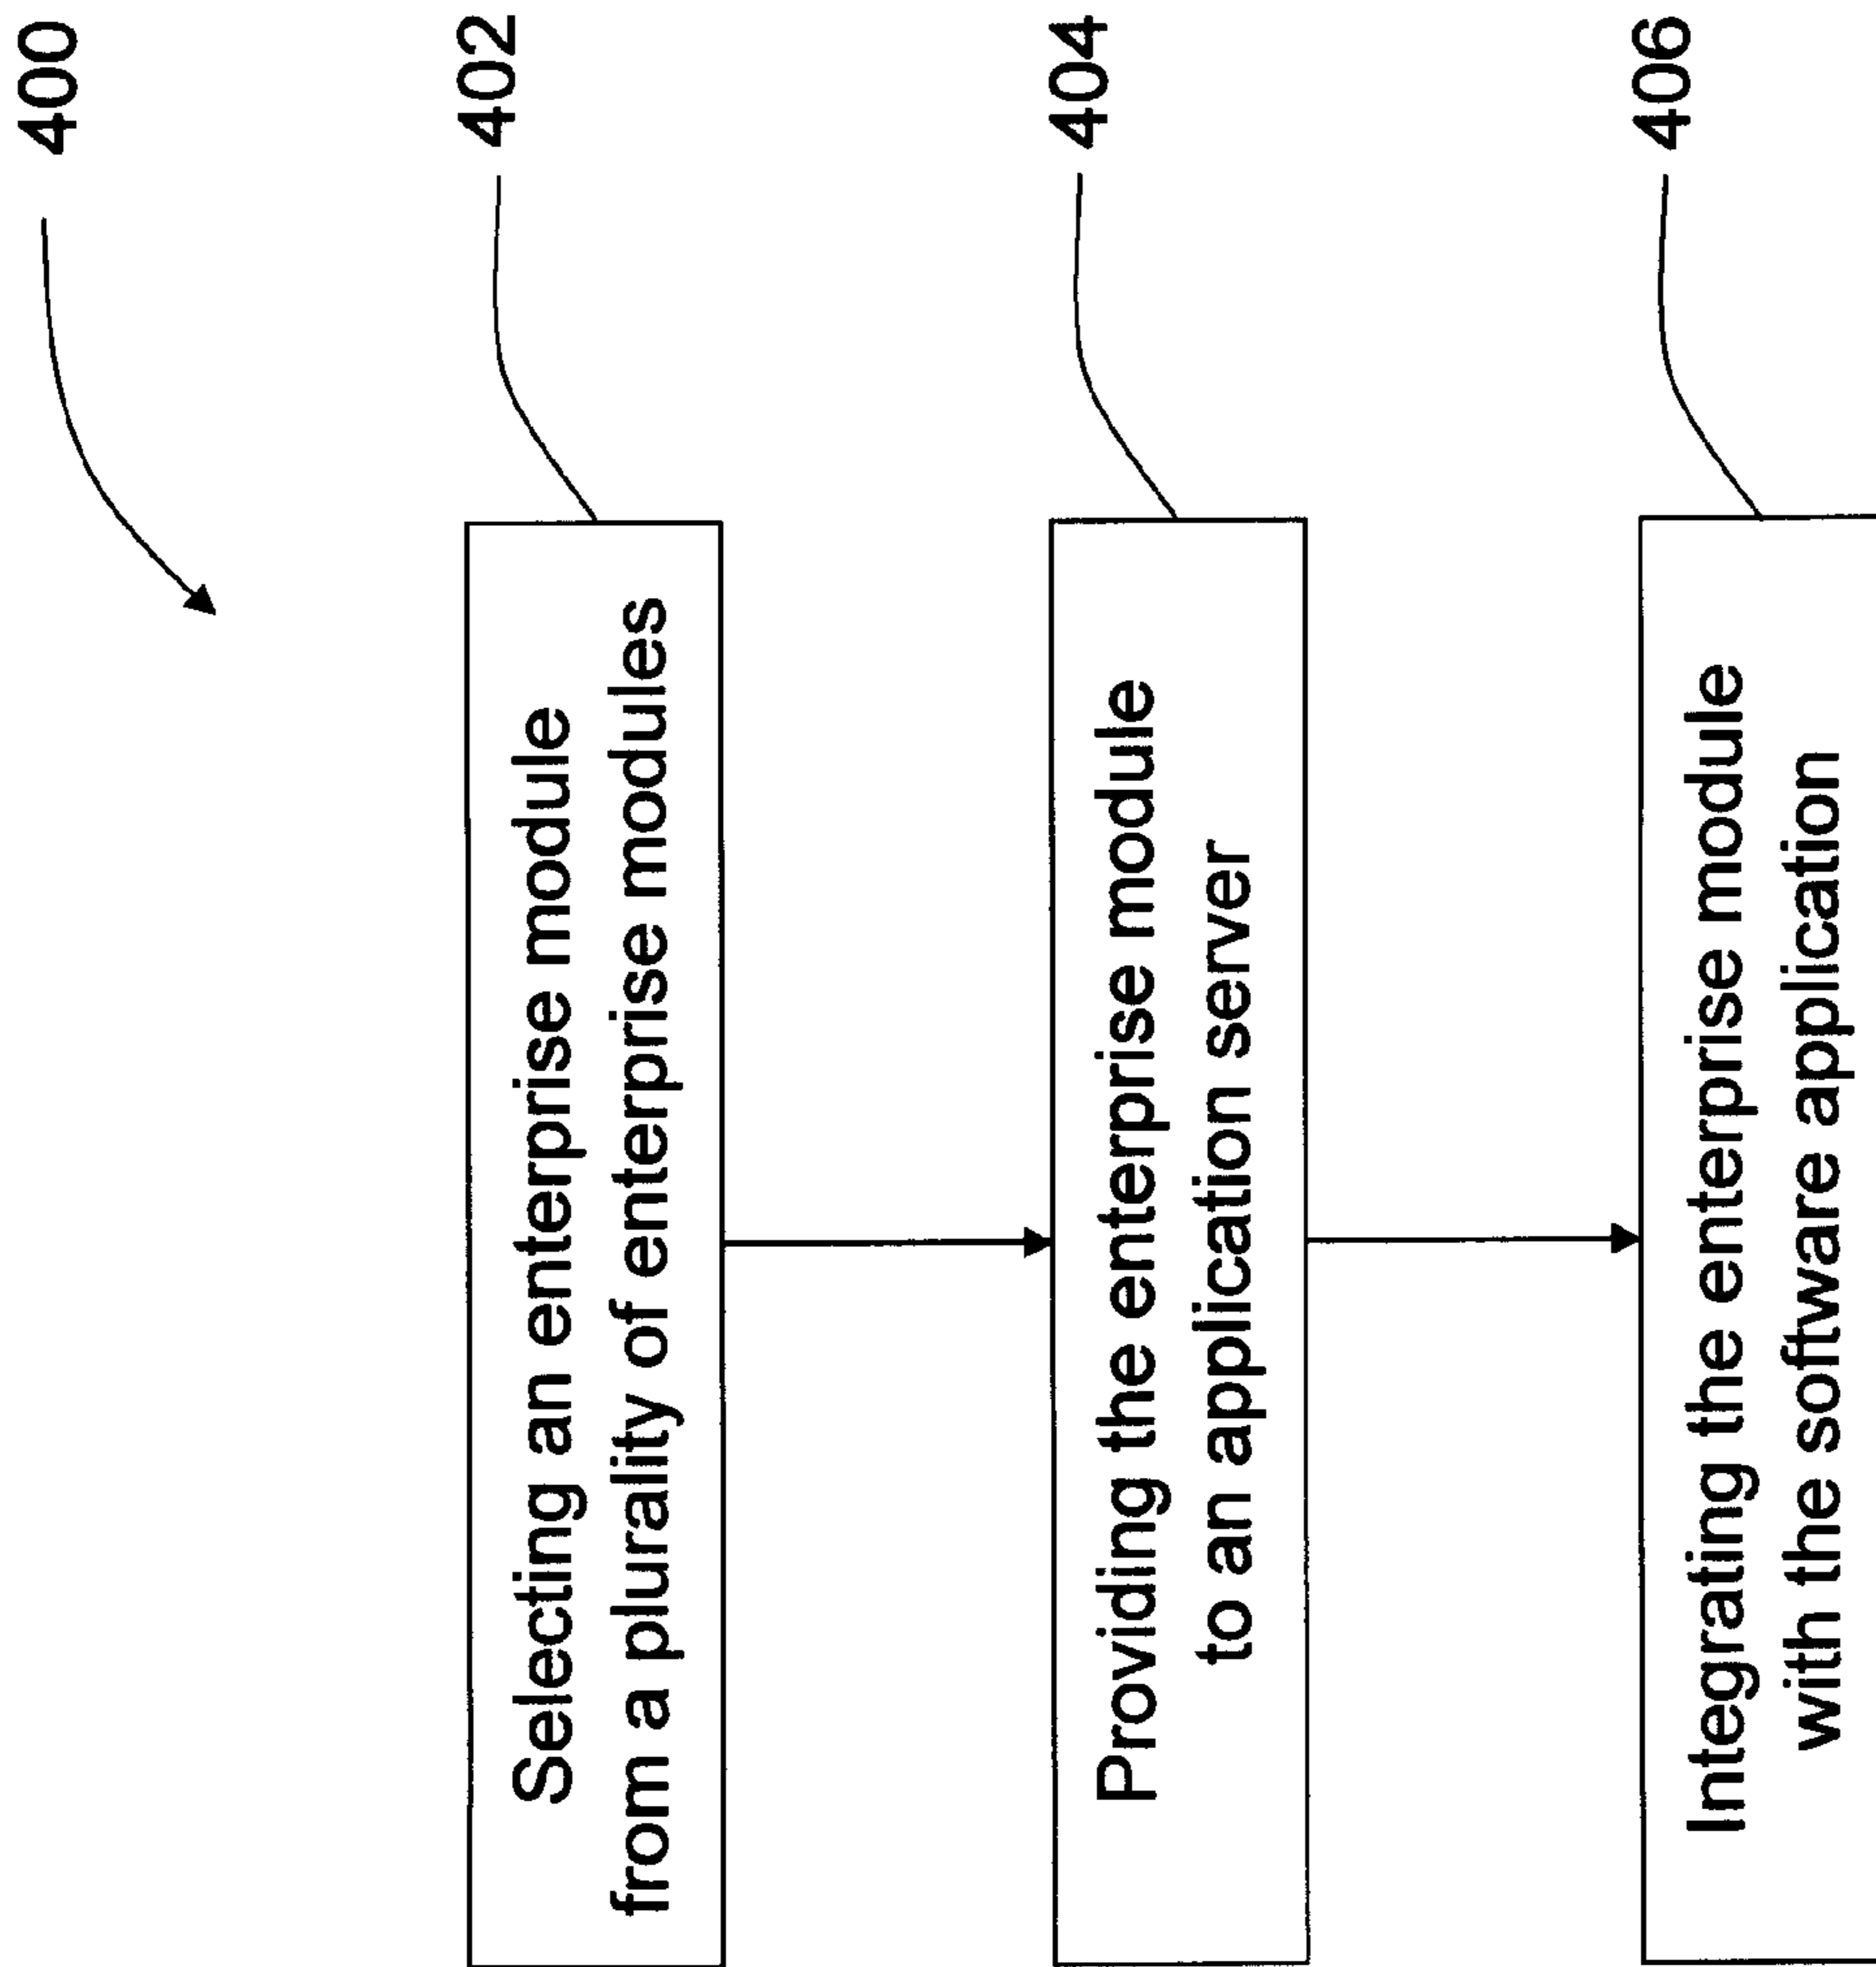 400
402
Selecting an enterprise module
from a plurality of enterprise modules
404
Providing the enterprise module
to an application server
406
Integrating the enterprise module
with the software application